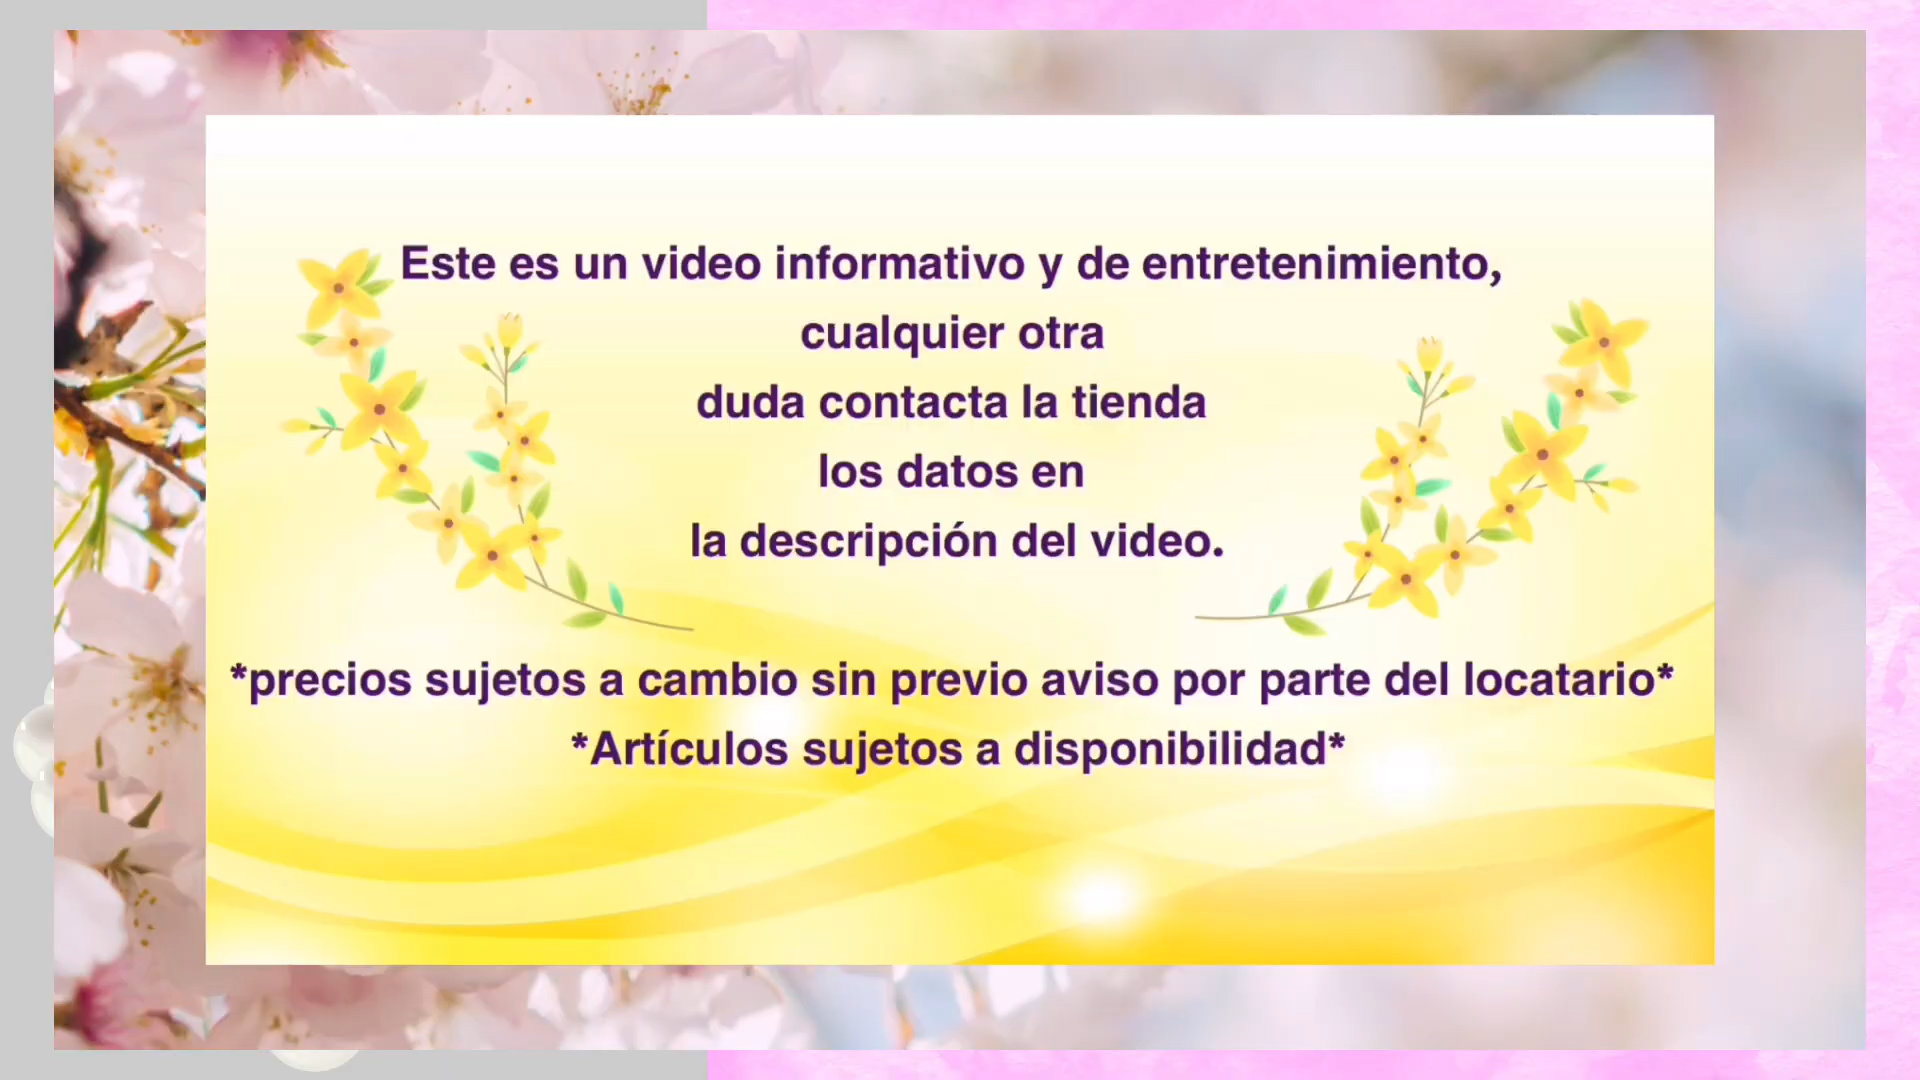 Este es un video informativo y de entretenimiento,
cualquier otra
duda contacta la tienda
los datos en
la descripción del video.
*precios sujetos a cambio sin previo aviso por parte del locatario*
*Artículos sujetos a disponibilidad*